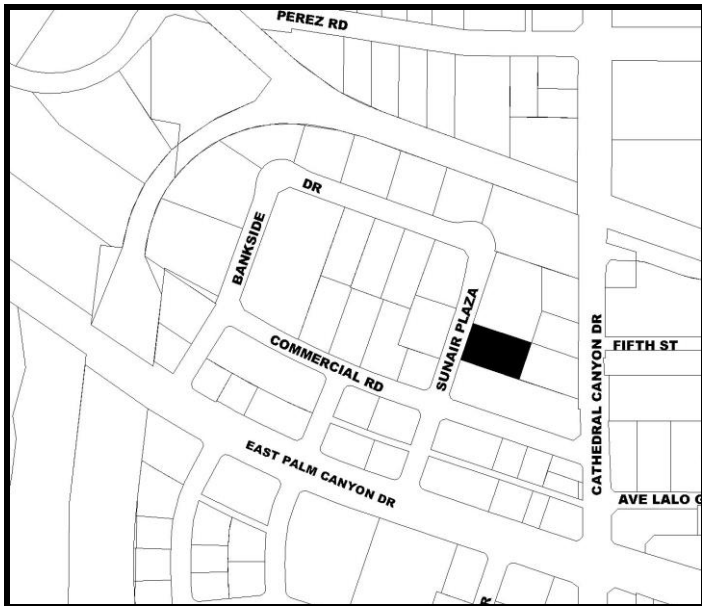 PEREZ RD
DR
BANKSIDE
SUNAIR PLAZA
CATHEDRAL CANYON DR
FIFTH ST
COMMERCIAL RD
EAST PALM CANYON DR
AVE LALO G
R